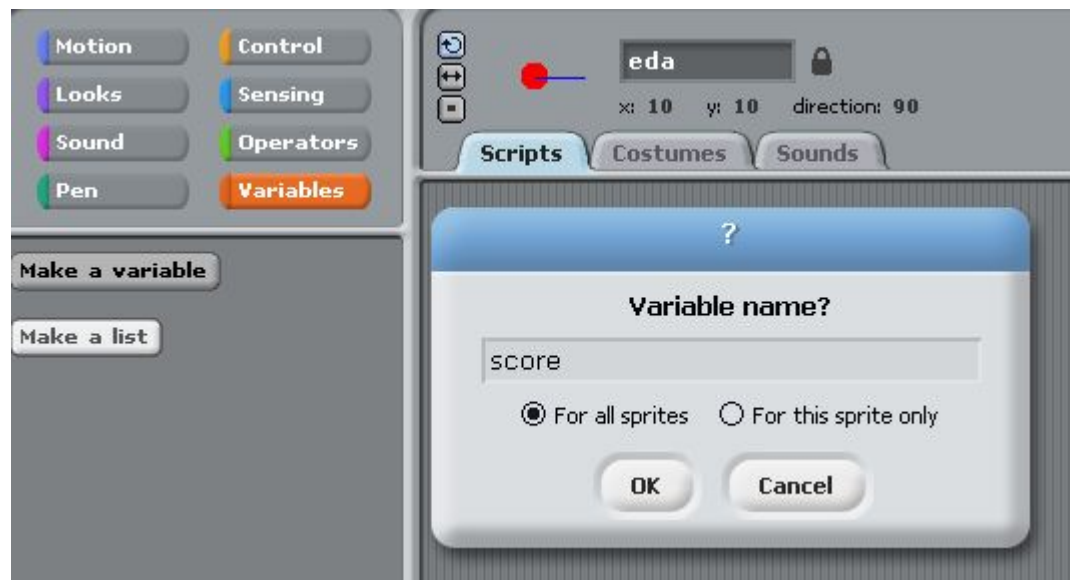 Motion Control
Looks Sensing
Sound Operators
Pen Variables
Make a variable
Make a list
eda
x: 10 y: 10 direction: 90
Scripts Costumes Sounds
?
Variable name?
score
For all sprites For this sprite only
OK Cancel